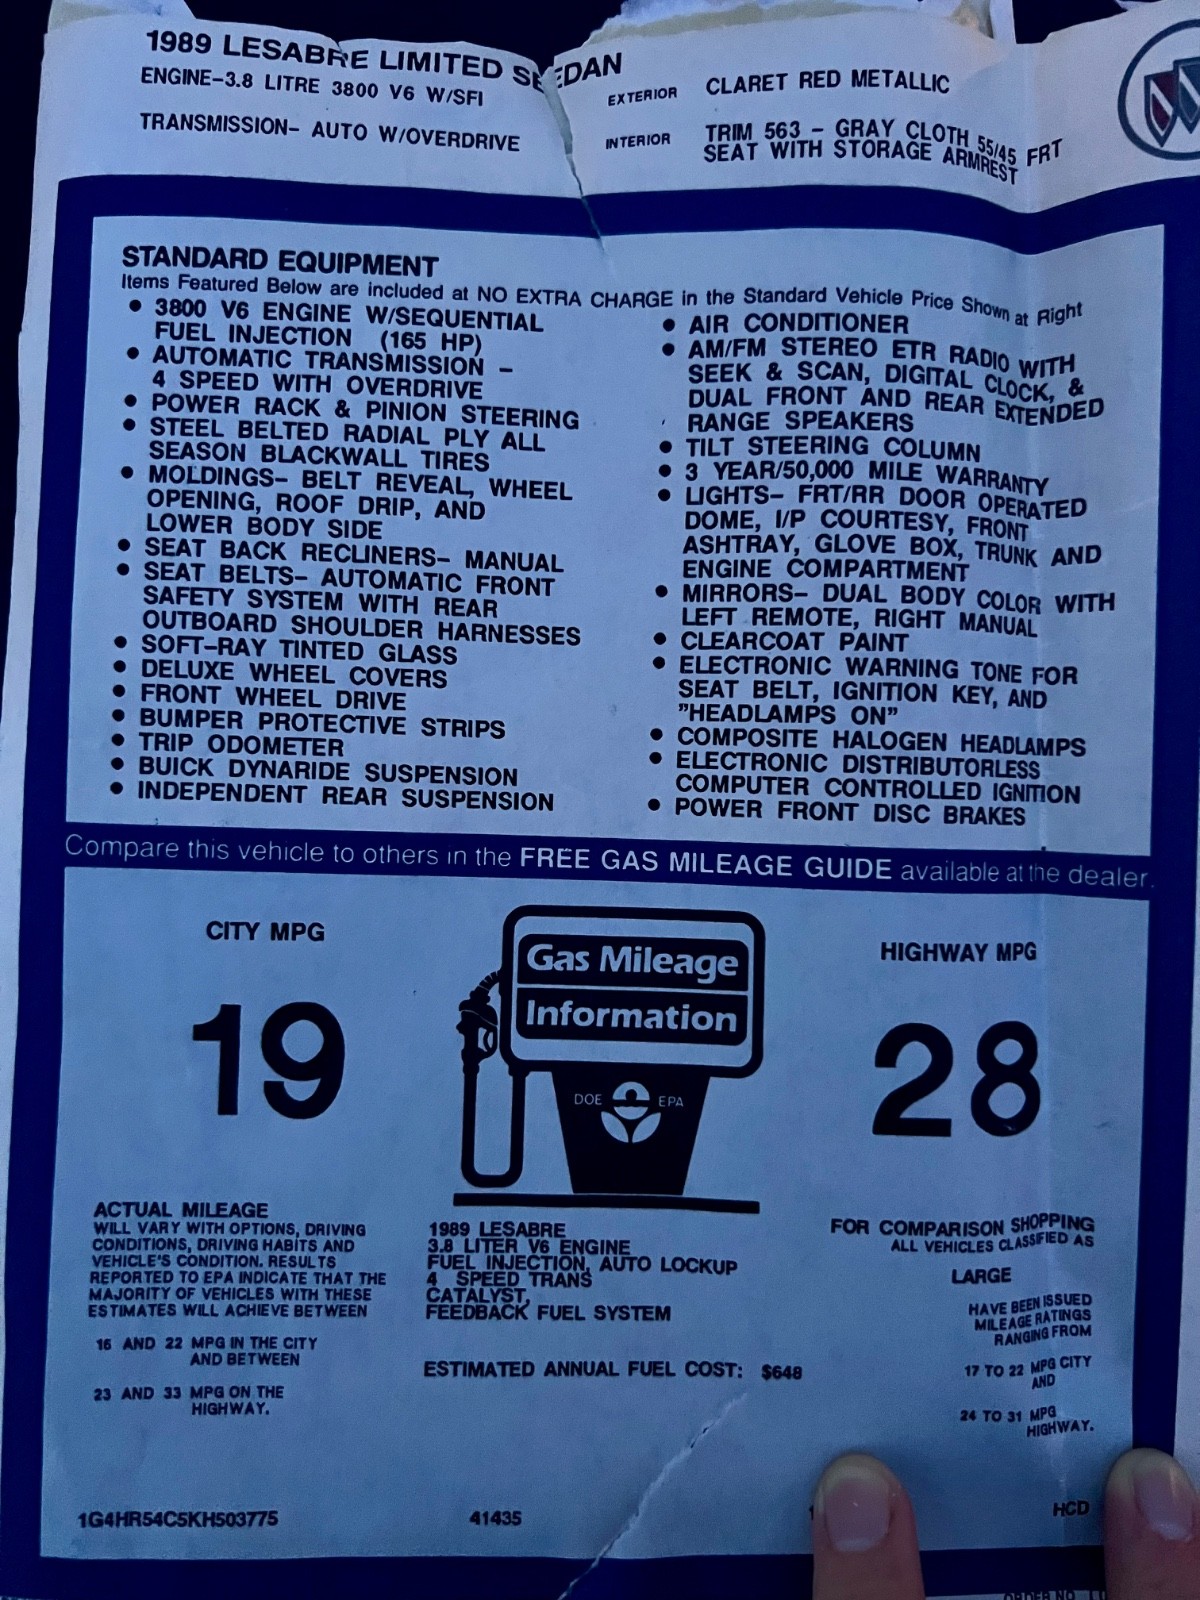 1989 LESABRE LIMITED SEDAN
ENGINE-3.8 LITRE 3800 V6 W/SFI
TRANSMISSION- AUTO W/OVERDRIVE
EXTERIOR CLARET RED METALLIC
INTERIOR TRIM 563 - GRAY CLOTH 55/45 FRT
SEAT WITH STORAGE ARMREST
STANDARD EQUIPMENT
Items Featured Below are included at NO EXTRA CHARGE in the Standard Vehicle Price Shown at Right
• 3800 V6 ENGINE W/SEQUENTIAL
FUEL INJECTION (165 HP)
• AUTOMATIC TRANSMISSION -
4 SPEED WITH OVERDRIVE
• POWER RACK & PINION STEERING
• STEEL BELTED RADIAL PLY ALL
SEASON BLACKWALL TIRES
• MOLDINGS- BELT REVEAL, WHEEL
OPENING, ROOF DRIP, AND
LOWER BODY SIDE
• SEAT BACK RECLINERS- MANUAL
• SEAT BELTS- AUTOMATIC FRONT
SAFETY SYSTEM WITH REAR
OUTBOARD SHOULDER HARNESSES
• SOFT-RAY TINTED GLASS
• DELUXE WHEEL COVERS
• FRONT WHEEL DRIVE
• BUMPER PROTECTIVE STRIPS
• TRIP ODOMETER
• BUICK DYNARIDE SUSPENSION
• INDEPENDENT REAR SUSPENSION
• AIR CONDITIONER
• AM/FM STEREO ETR RADIO WITH
SEEK & SCAN, DIGITAL CLOCK, &
DUAL FRONT AND REAR EXTENDED
RANGE SPEAKERS
• TILT STEERING COLUMN
• 3 YEAR/50,000 MILE WARRANTY
• LIGHTS- FRT/RR DOOR OPERATED
DOME, I/P COURTESY, FRONT
ASHTRAY, GLOVE BOX, TRUNK AND
ENGINE COMPARTMENT
• MIRRORS- DUAL BODY COLOR WITH
LEFT REMOTE, RIGHT MANUAL
• CLEARCOAT PAINT
• ELECTRONIC WARNING TONE FOR
SEAT BELT, IGNITION KEY, AND
"HEADLAMPS ON"
• COMPOSITE HALOGEN HEADLAMPS
• ELECTRONIC DISTRIBUTORLESS
COMPUTER CONTROLLED IGNITION
• POWER FRONT DISC BRAKES
Compare this vehicle to others in the FREE GAS MILEAGE GUIDE available at the dealer.
CITY MPG
19
Gas Mileage
Information
DOE EPA
HIGHWAY MPG
28
ACTUAL MILEAGE
WILL VARY WITH OPTIONS, DRIVING
CONDITIONS, DRIVING HABITS AND
VEHICLE'S CONDITION. RESULTS
REPORTED TO EPA INDICATE THAT THE
MAJORITY OF VEHICLES WITH THESE
ESTIMATES WILL ACHIEVE BETWEEN
16 AND 22 MPG IN THE CITY
AND BETWEEN
23 AND 33 MPG ON THE
HIGHWAY.
1989 LESABRE
3.8 LITER V6 ENGINE
FUEL INJECTION, AUTO LOCKUP
4 SPEED TRANS
CATALYST,
FEEDBACK FUEL SYSTEM
ESTIMATED ANNUAL FUEL COST: $648
FOR COMPARISON SHOPPING
ALL VEHICLES CLASSIFIED AS
LARGE
HAVE BEEN ISSUED
MILEAGE RATINGS
RANGING FROM
17 TO 22 MPG CITY
AND
24 TO 31 MPG
HIGHWAY.
1G4HR54C5KH503775 41435 HCD
ORDER NO.